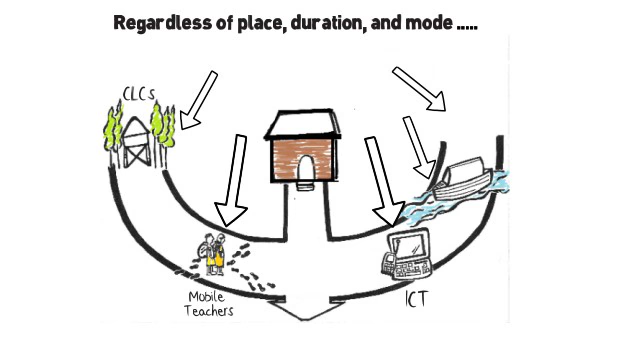 Regardless of place, duration, and mode .....
CLCs
Mobile
Teachers
ICT